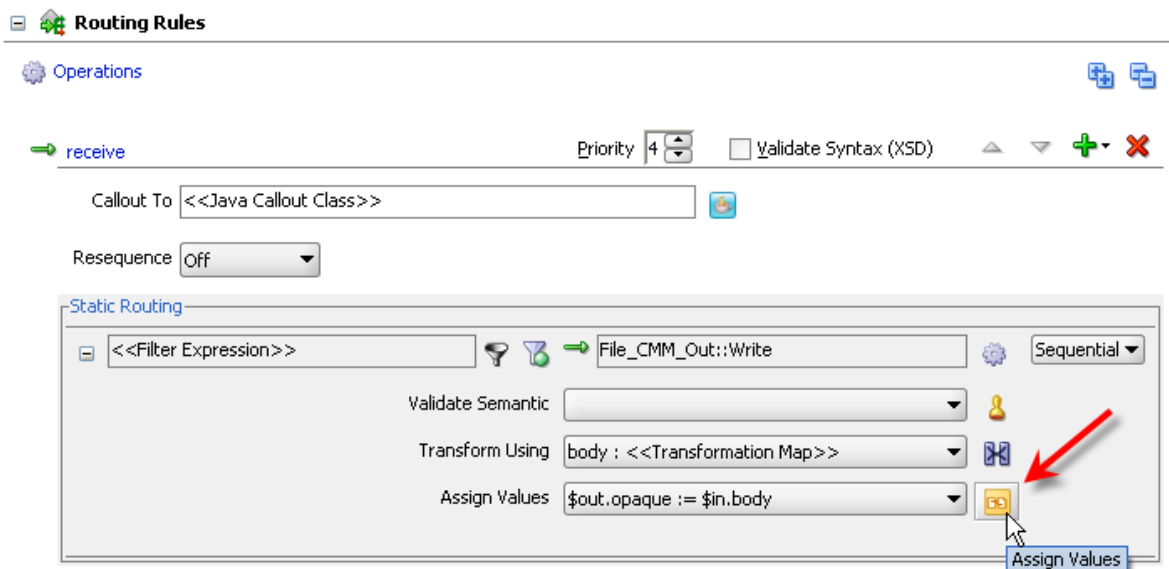 Routing Rules
Operations
receive Priority 4 Validate Syntax (XSD)
Callout To <<Java Callout Class>>
Resequence Off
Static Routing
<<Filter Expression>> File_CMM_Out::Write Sequential
Validate Semantic
Transform Using body : <<Transformation Map>>
Assign Values $out.opaque := $in.body
Assign Values